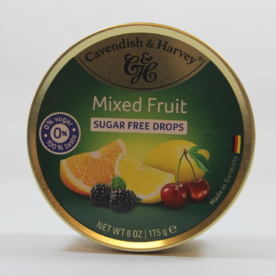 Cavendish & Harvey
C&H
Mixed Fruit
SUGAR FREE DROPS
0% sugar
0%
100% taste
Made in Germany
NET WT 6 OZ | 175 g e